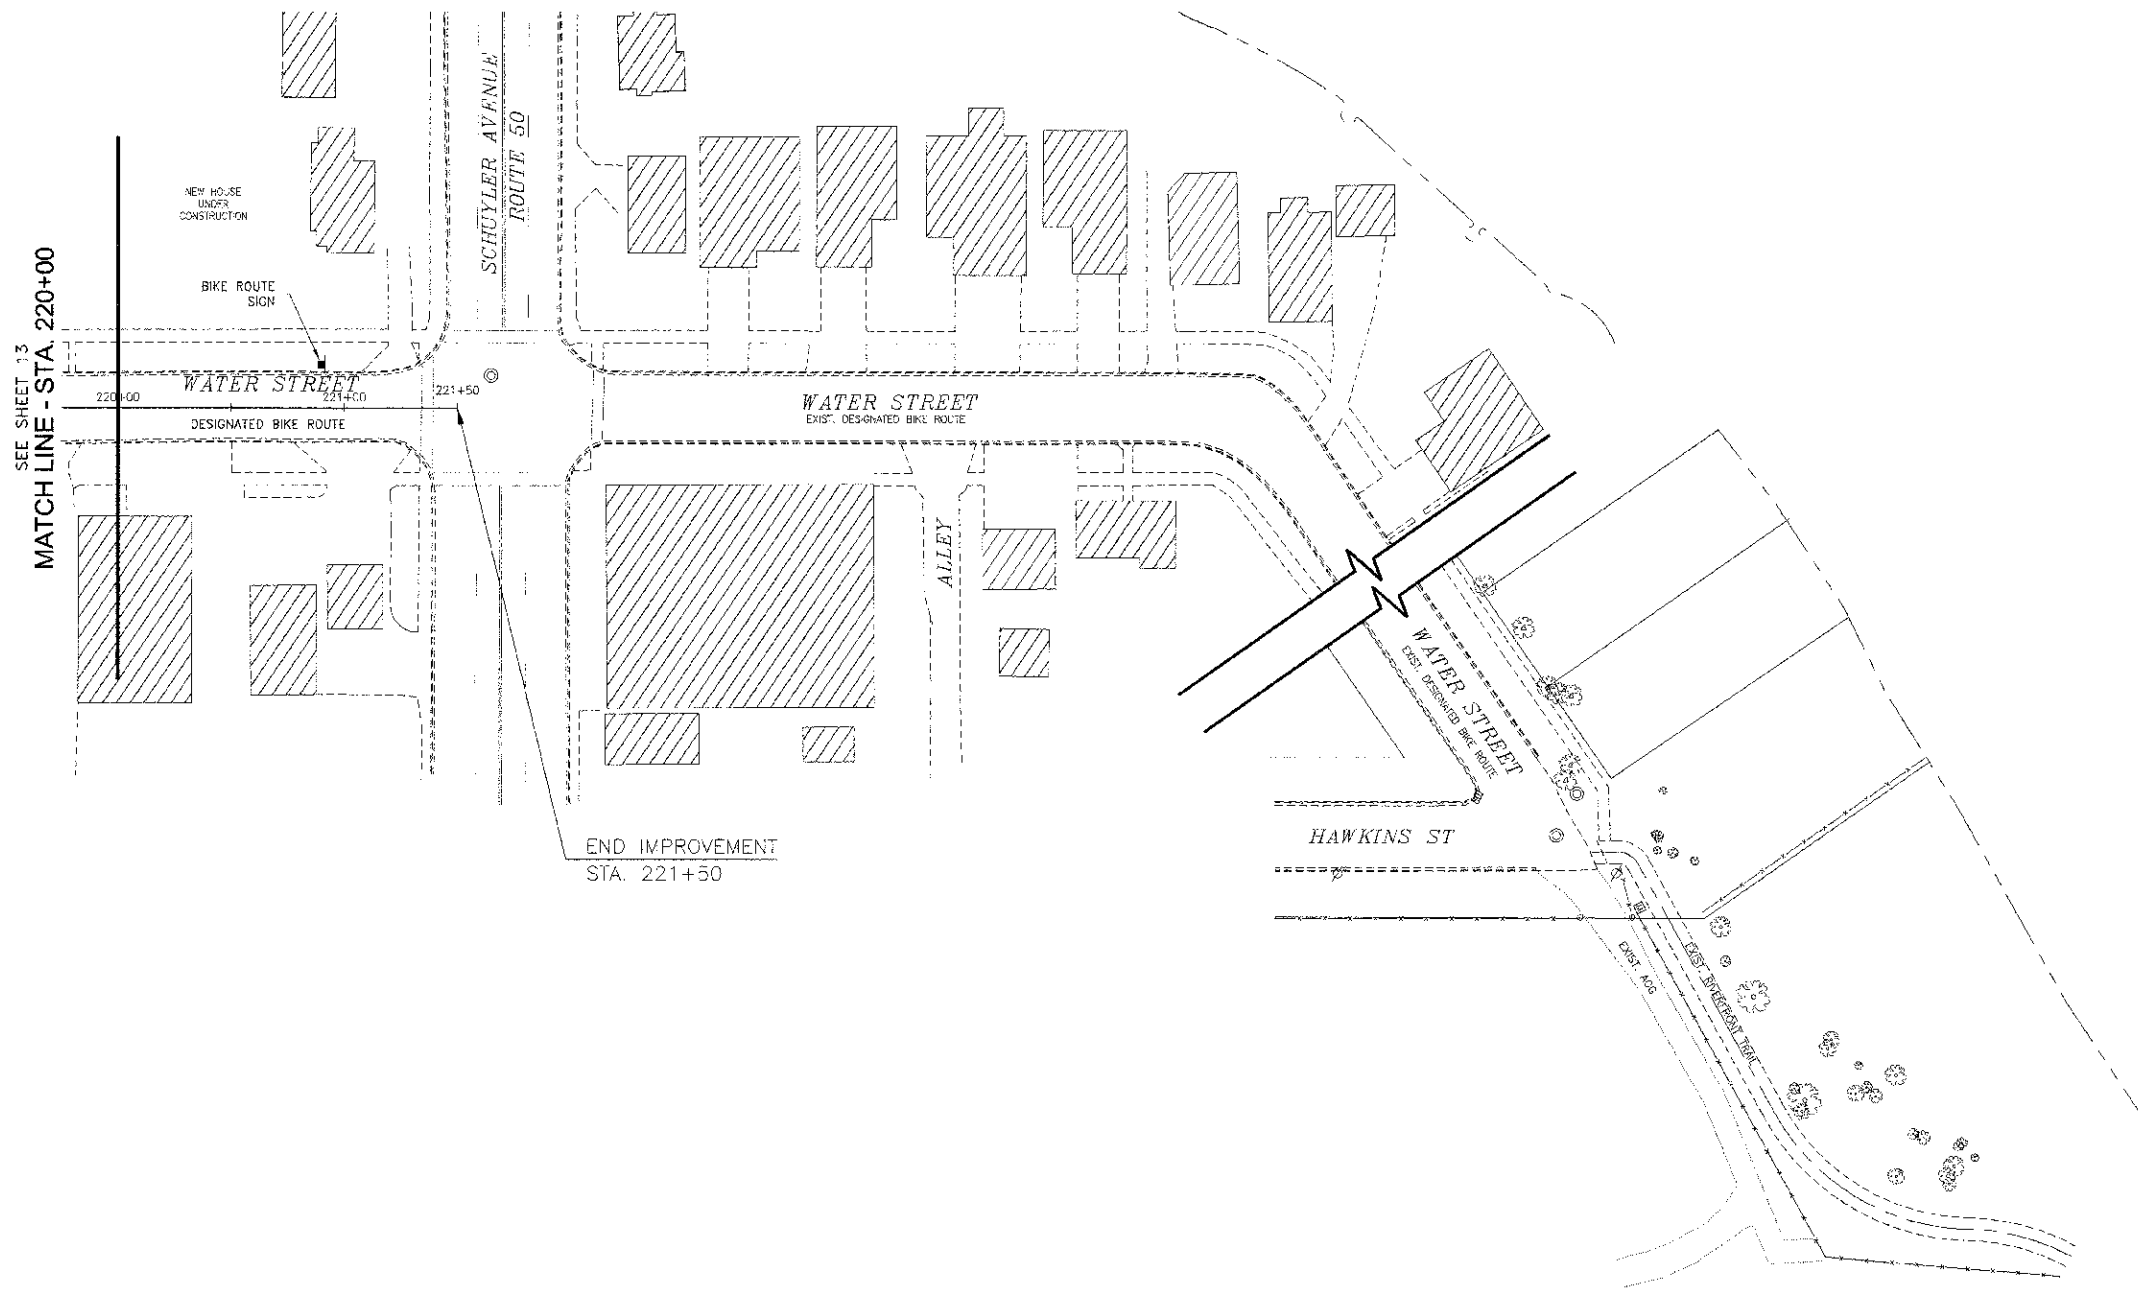 SCHUYLER AVENUE
ROUTE 50
NEW HOUSE
UNDER
CONSTRUCTION
BIKE ROUTE
SIGN
SEE SHEET 13
MATCH LINE - STA. 220+00
WATER STREET
220+00
221+00
221+50
DESIGNATED BIKE ROUTE
WATER STREET
EXIST. DESIGNATED BIKE ROUTE
ALLEY
WATER STREET
EXIST. DESIGNATED BIKE ROUTE
HAWKINS ST
END IMPROVEMENT
STA. 221+50
EXIST. ACG
EXIST. RIVERFRONT TRAIL